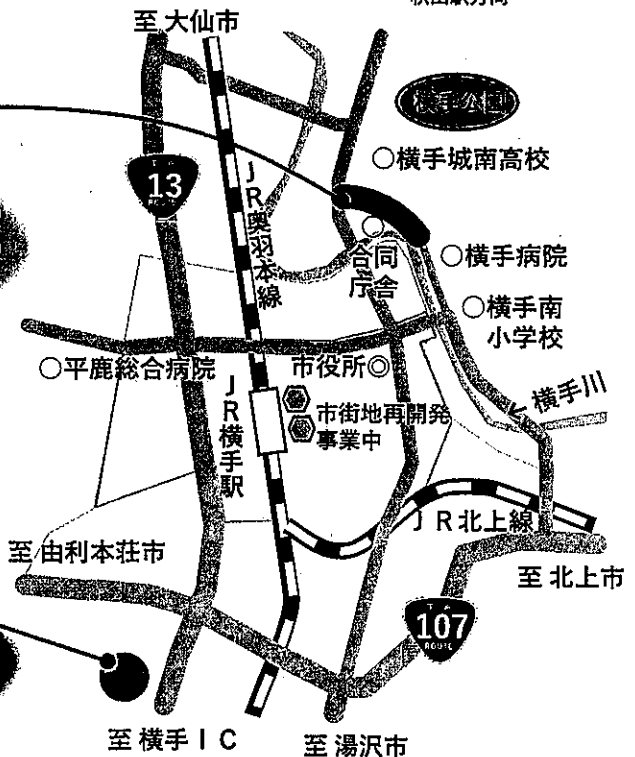 至 大仙市
横手公園
13
○横手城南高校
JR奥羽本線
合同
庁舎
○横手病院
○横手南
小学校
○平鹿総合病院
市役所◎
横手川
JR横手駅
市街地再開発
事業中
JR北上線
至 由利本荘市
至 北上市
107
ROUTE
至 横手IC
至 湯沢市